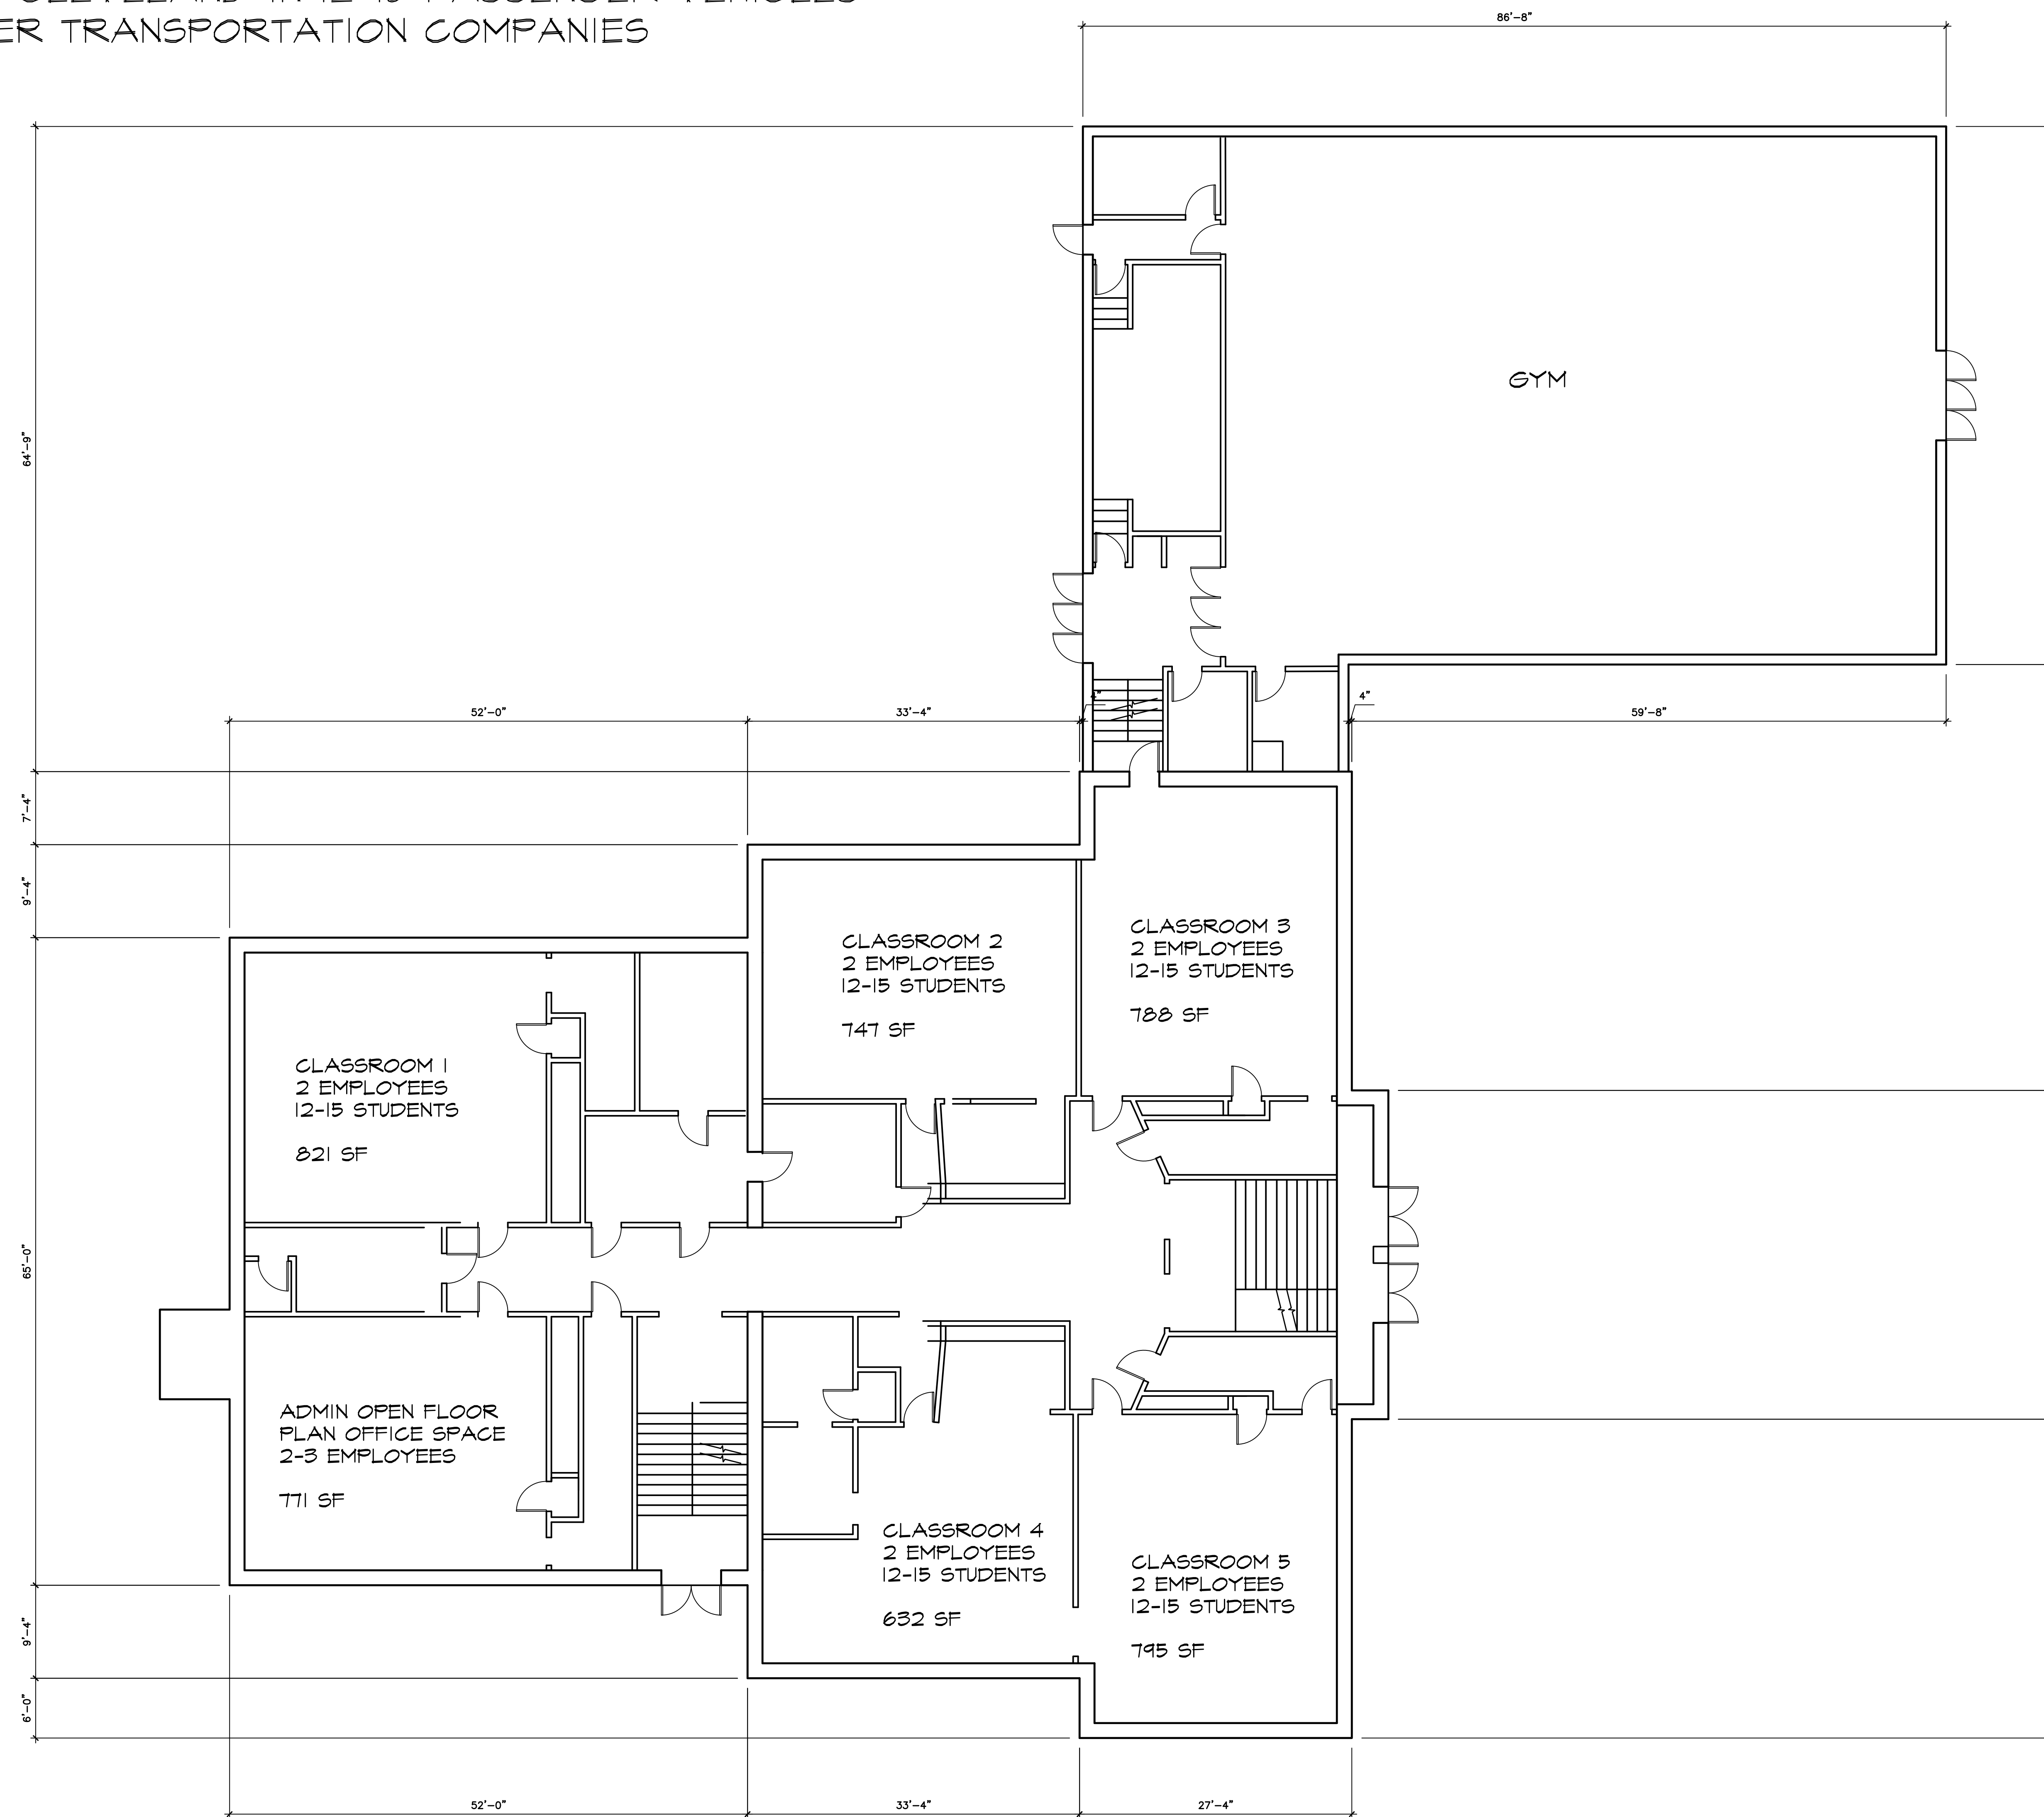 ER TRANSPORTATION COMPANIES
86'-8"
GYM
64'-9"
4"
4"
52'-0"
33'-4"
59'-8"
7'-4"
9'-4"
CLASSROOM 2
2 EMPLOYEES
12-15 STUDENTS
747 SF
CLASSROOM 3
2 EMPLOYEES
12-15 STUDENTS
788 SF
CLASSROOM 1
2 EMPLOYEES
12-15 STUDENTS
821 SF
65'-0"
ADMIN OPEN FLOOR
PLAN OFFICE SPACE
2-3 EMPLOYEES
771 SF
CLASSROOM 4
2 EMPLOYEES
12-15 STUDENTS
632 SF
CLASSROOM 5
2 EMPLOYEES
12-15 STUDENTS
795 SF
9'-4"
6'-0"
52'-0"
33'-4"
27'-4"